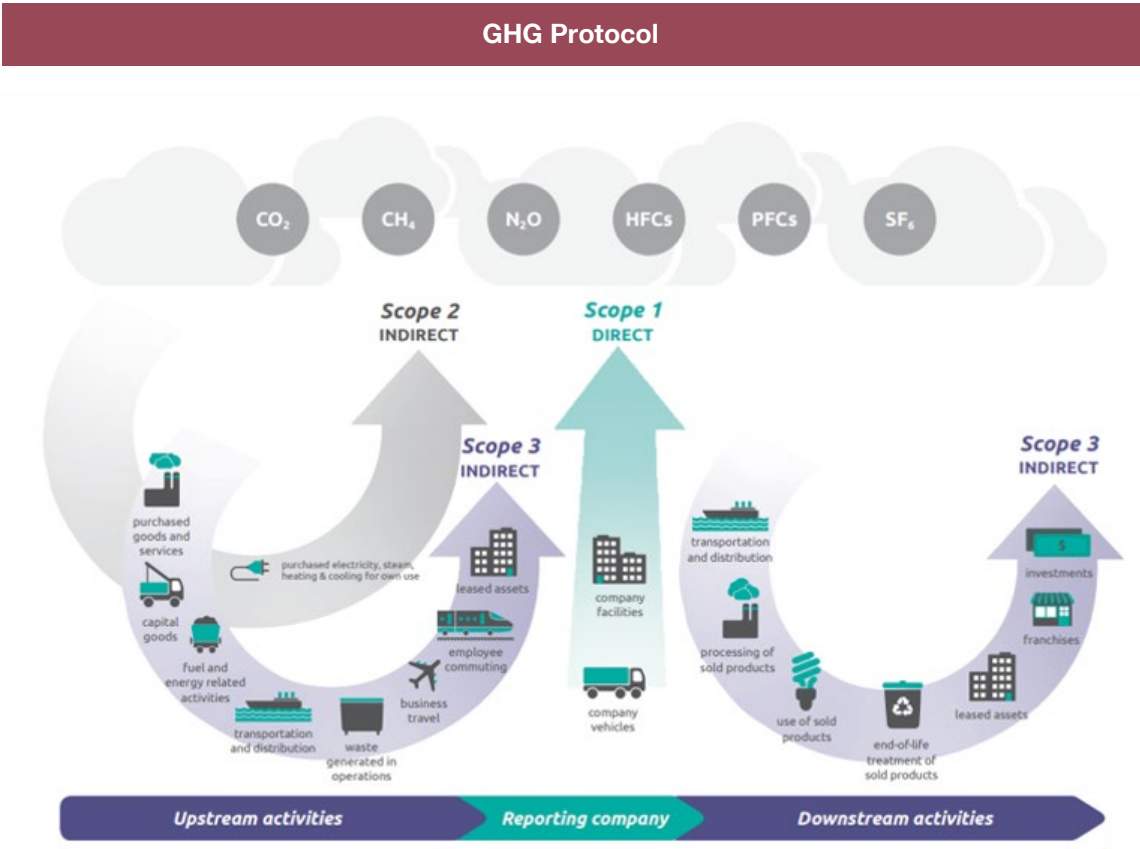 GHG Protocol
CO₂
CH₄
N₂O
HFCs
PFCs
SF₆
Scope 2
INDIRECT
Scope 1
DIRECT
Scope 3
INDIRECT
Scope 3
INDIRECT
purchased
goods and
services
capital
goods
fuel and
energy related
activities
transportation
and distribution
waste
generated in
operations
business
travel
employee
commuting
leased assets
purchased electricity, steam,
heating & cooling for own use
company
facilities
company
vehicles
transportation
and distribution
processing of
sold products
use of sold
products
end-of-life
treatment of
sold products
leased assets
franchises
$
investments
Upstream activities
Reporting company
Downstream activities